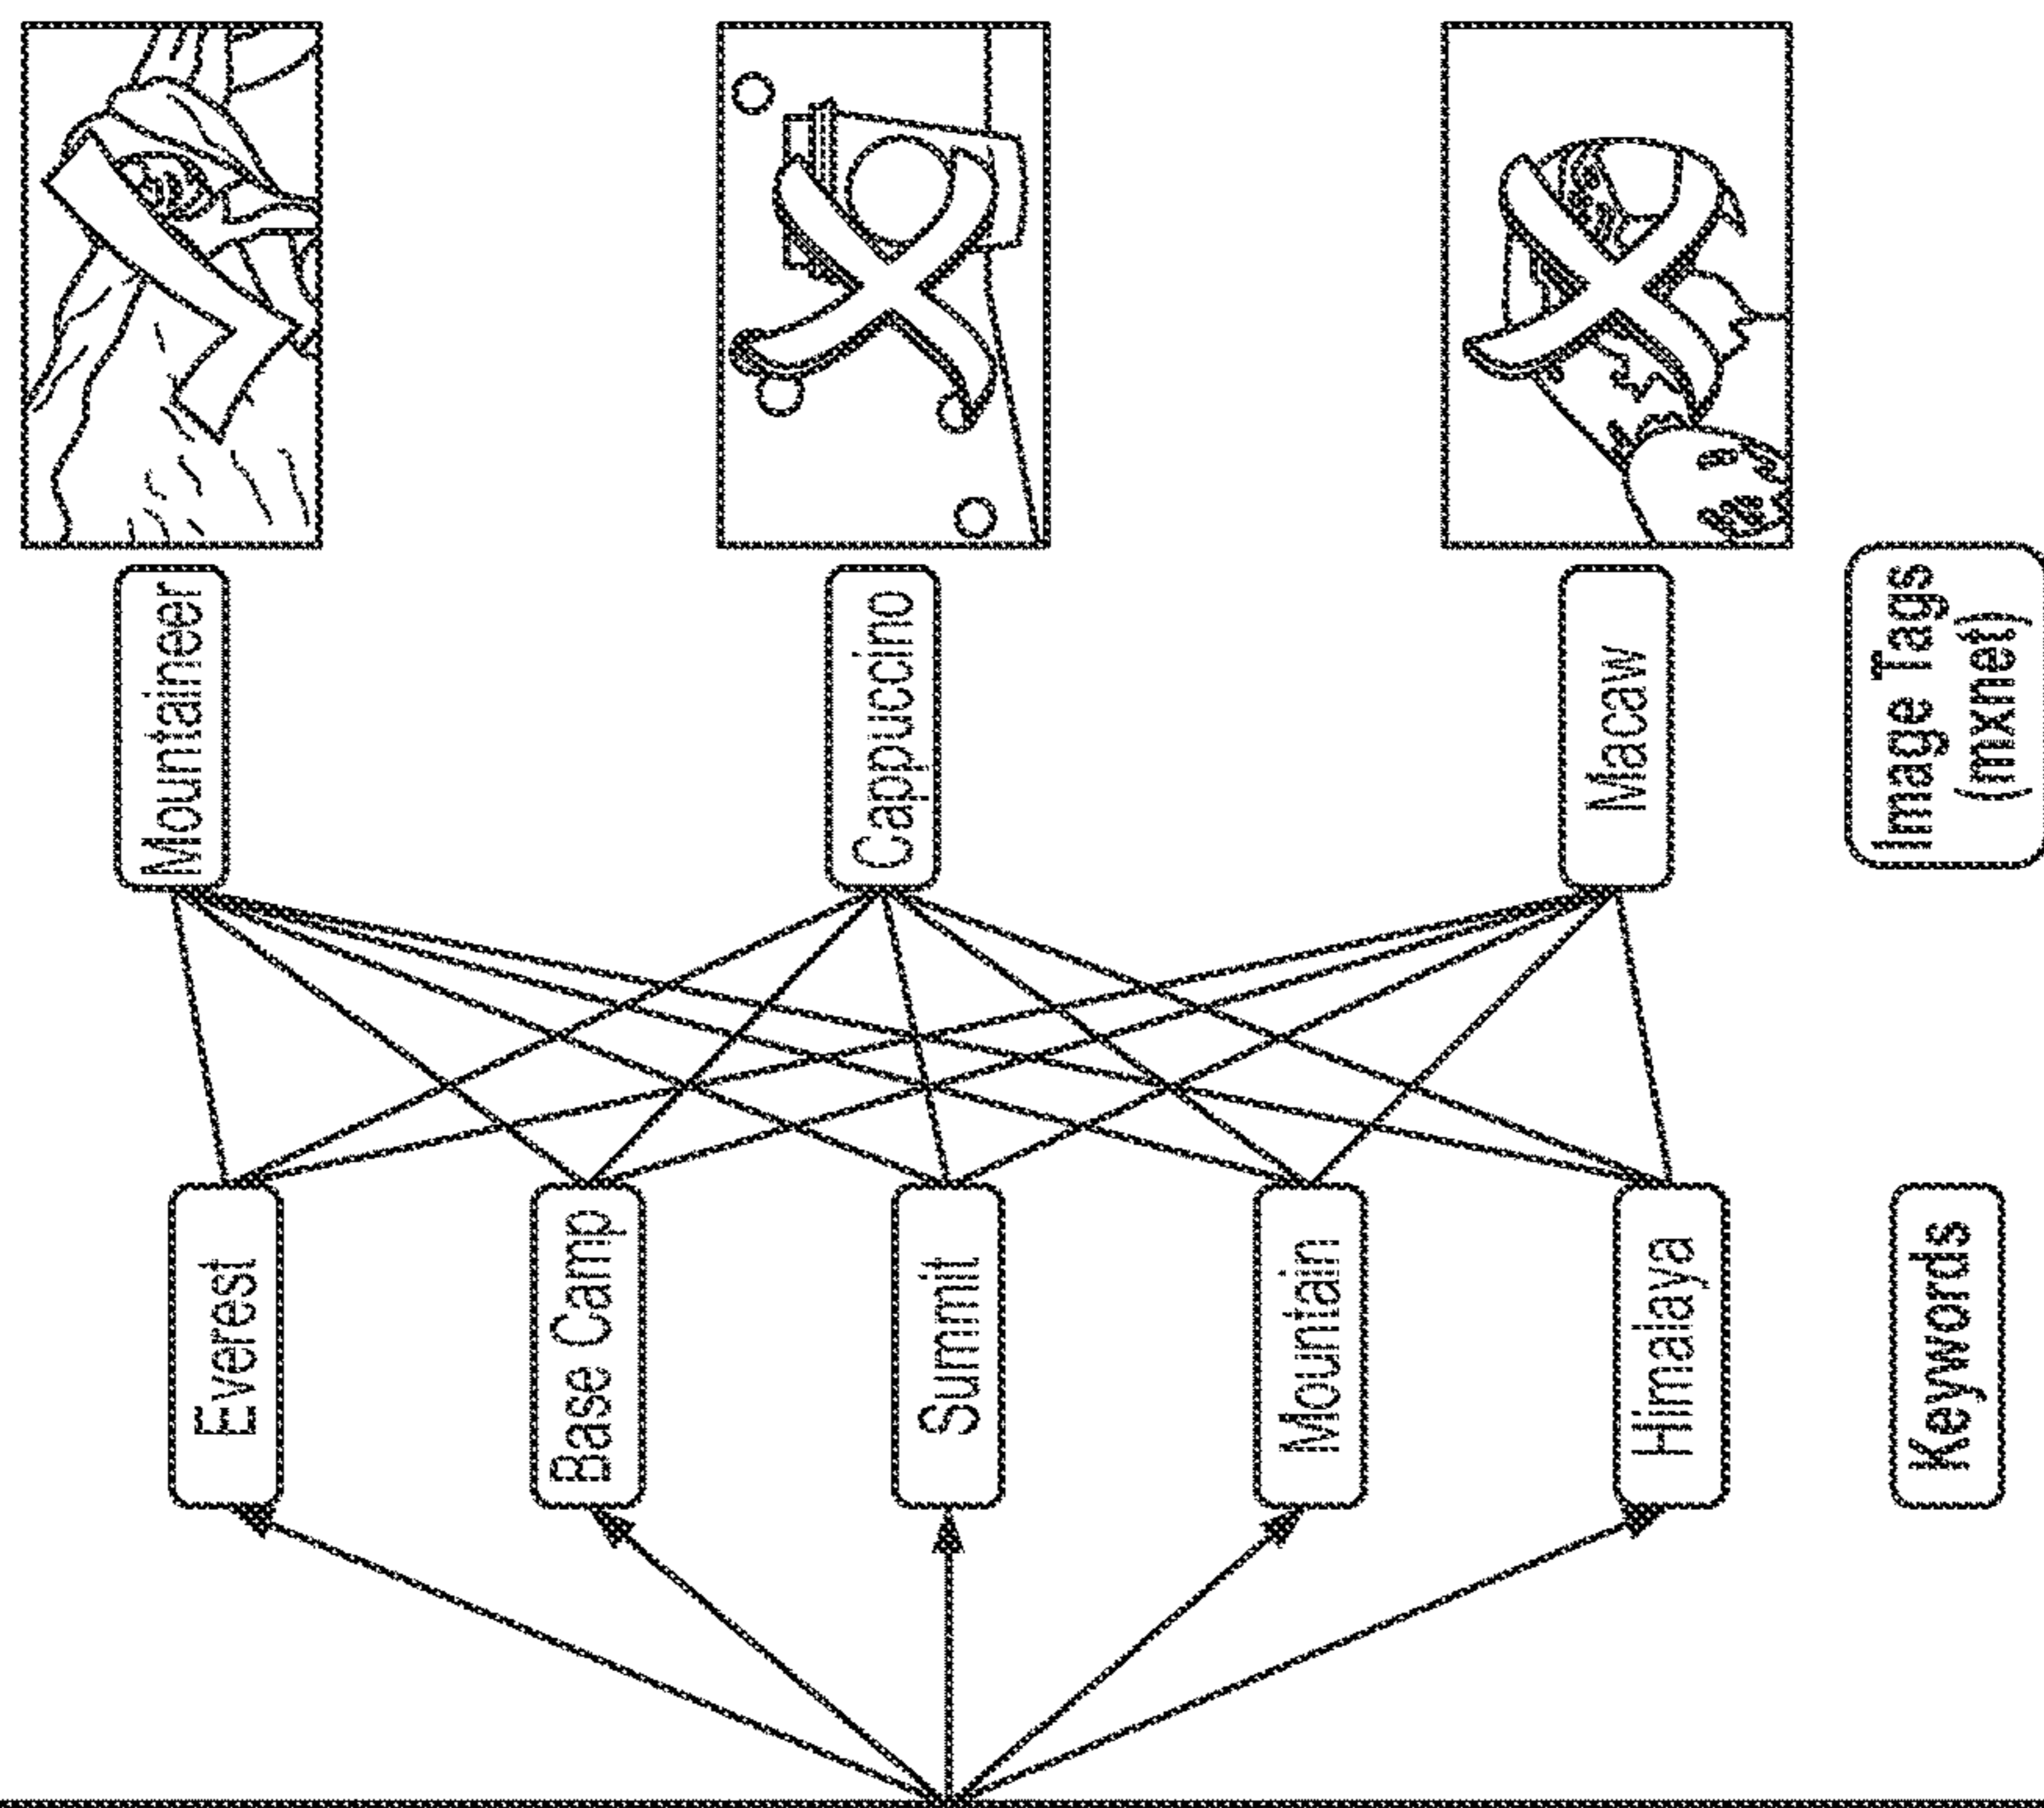 Everest
Base Camp
Summit
Mountain
Himalaya
Keywords
Mountaineer
Cappuccino
Macaw
Image Tags
(mxnet)